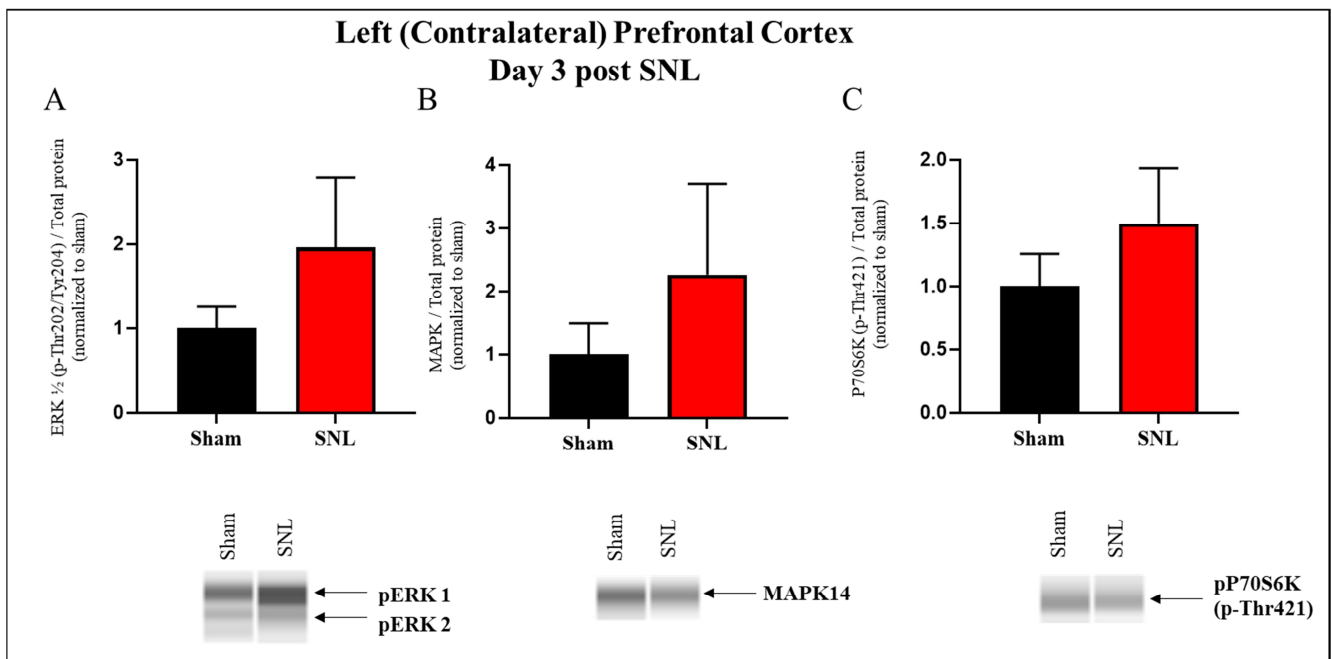 Left (Contralateral) Prefrontal Cortex
Day 3 post SNL
A
B
C
ERK ½ (p-Thr202/Tyr204) / Total protein
(normalized to sham)
3
2
1
0
Sham
SNL
MAPK / Total protein
(normalized to sham)
4
3
2
1
0
Sham
SNL
P70S6K (p-Thr421) / Total protein
(normalized to sham)
2.0
1.5
1.0
0.5
0.0
Sham
SNL
Sham
SNL
pERK 1
pERK 2
Sham
SNL
MAPK14
Sham
SNL
pP70S6K
(p-Thr421)